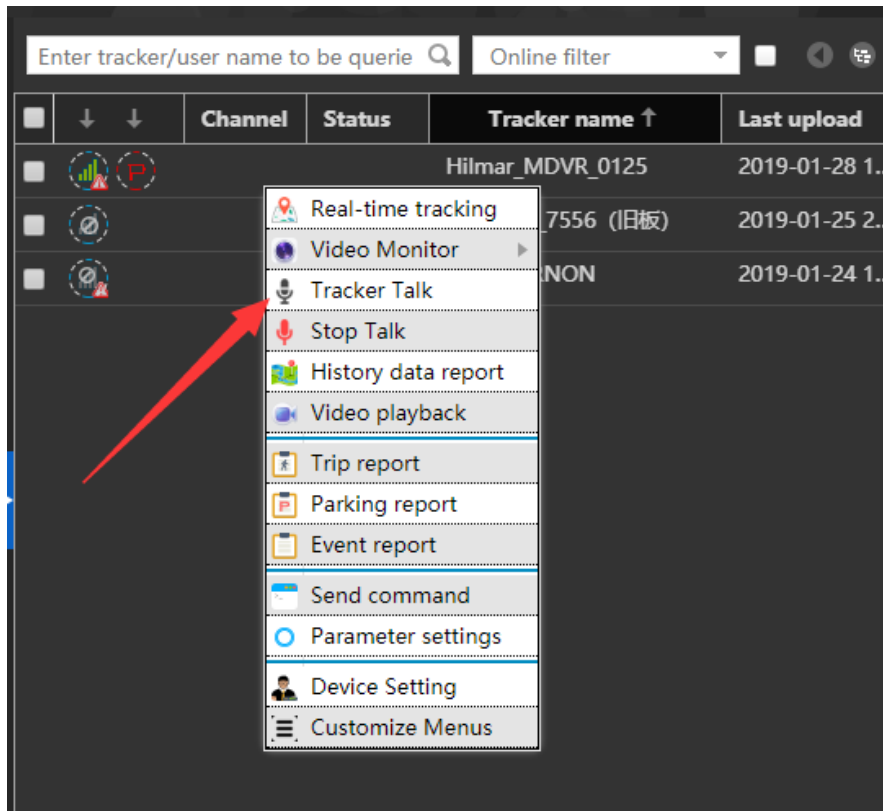 Enter tracker/user name to be querie
Online filter
Channel Status Tracker name ↑ Last upload
P Hilmar_MDVR_0125 2019-01-28 1..
_7556 (旧板) 2019-01-25 2..
NON 2019-01-24 1..
Real-time tracking
Video Monitor
Tracker Talk
Stop Talk
History data report
Video playback
Trip report
Parking report
Event report
Send command
Parameter settings
Device Setting
Customize Menus